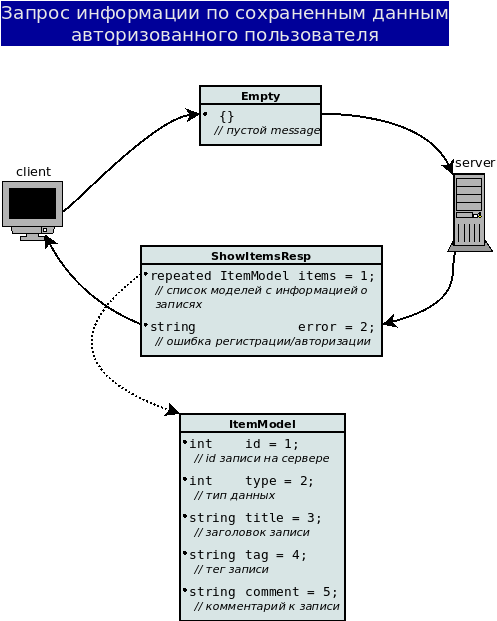 Запрос информации по сохраненным данным
авторизованного пользователя
Empty
{}
// пустой message
client
server
ShowItemsResp
repeated ItemModel items = 1;
// список моделей с информацией о
записях
string error = 2;
// ошибка регистрации/авторизации
ItemModel
int id = 1;
// id записи на сервере
int type = 2;
// тип данных
string title = 3;
// заголовок записи
string tag = 4;
// тег записи
string comment = 5;
// комментарий к записи